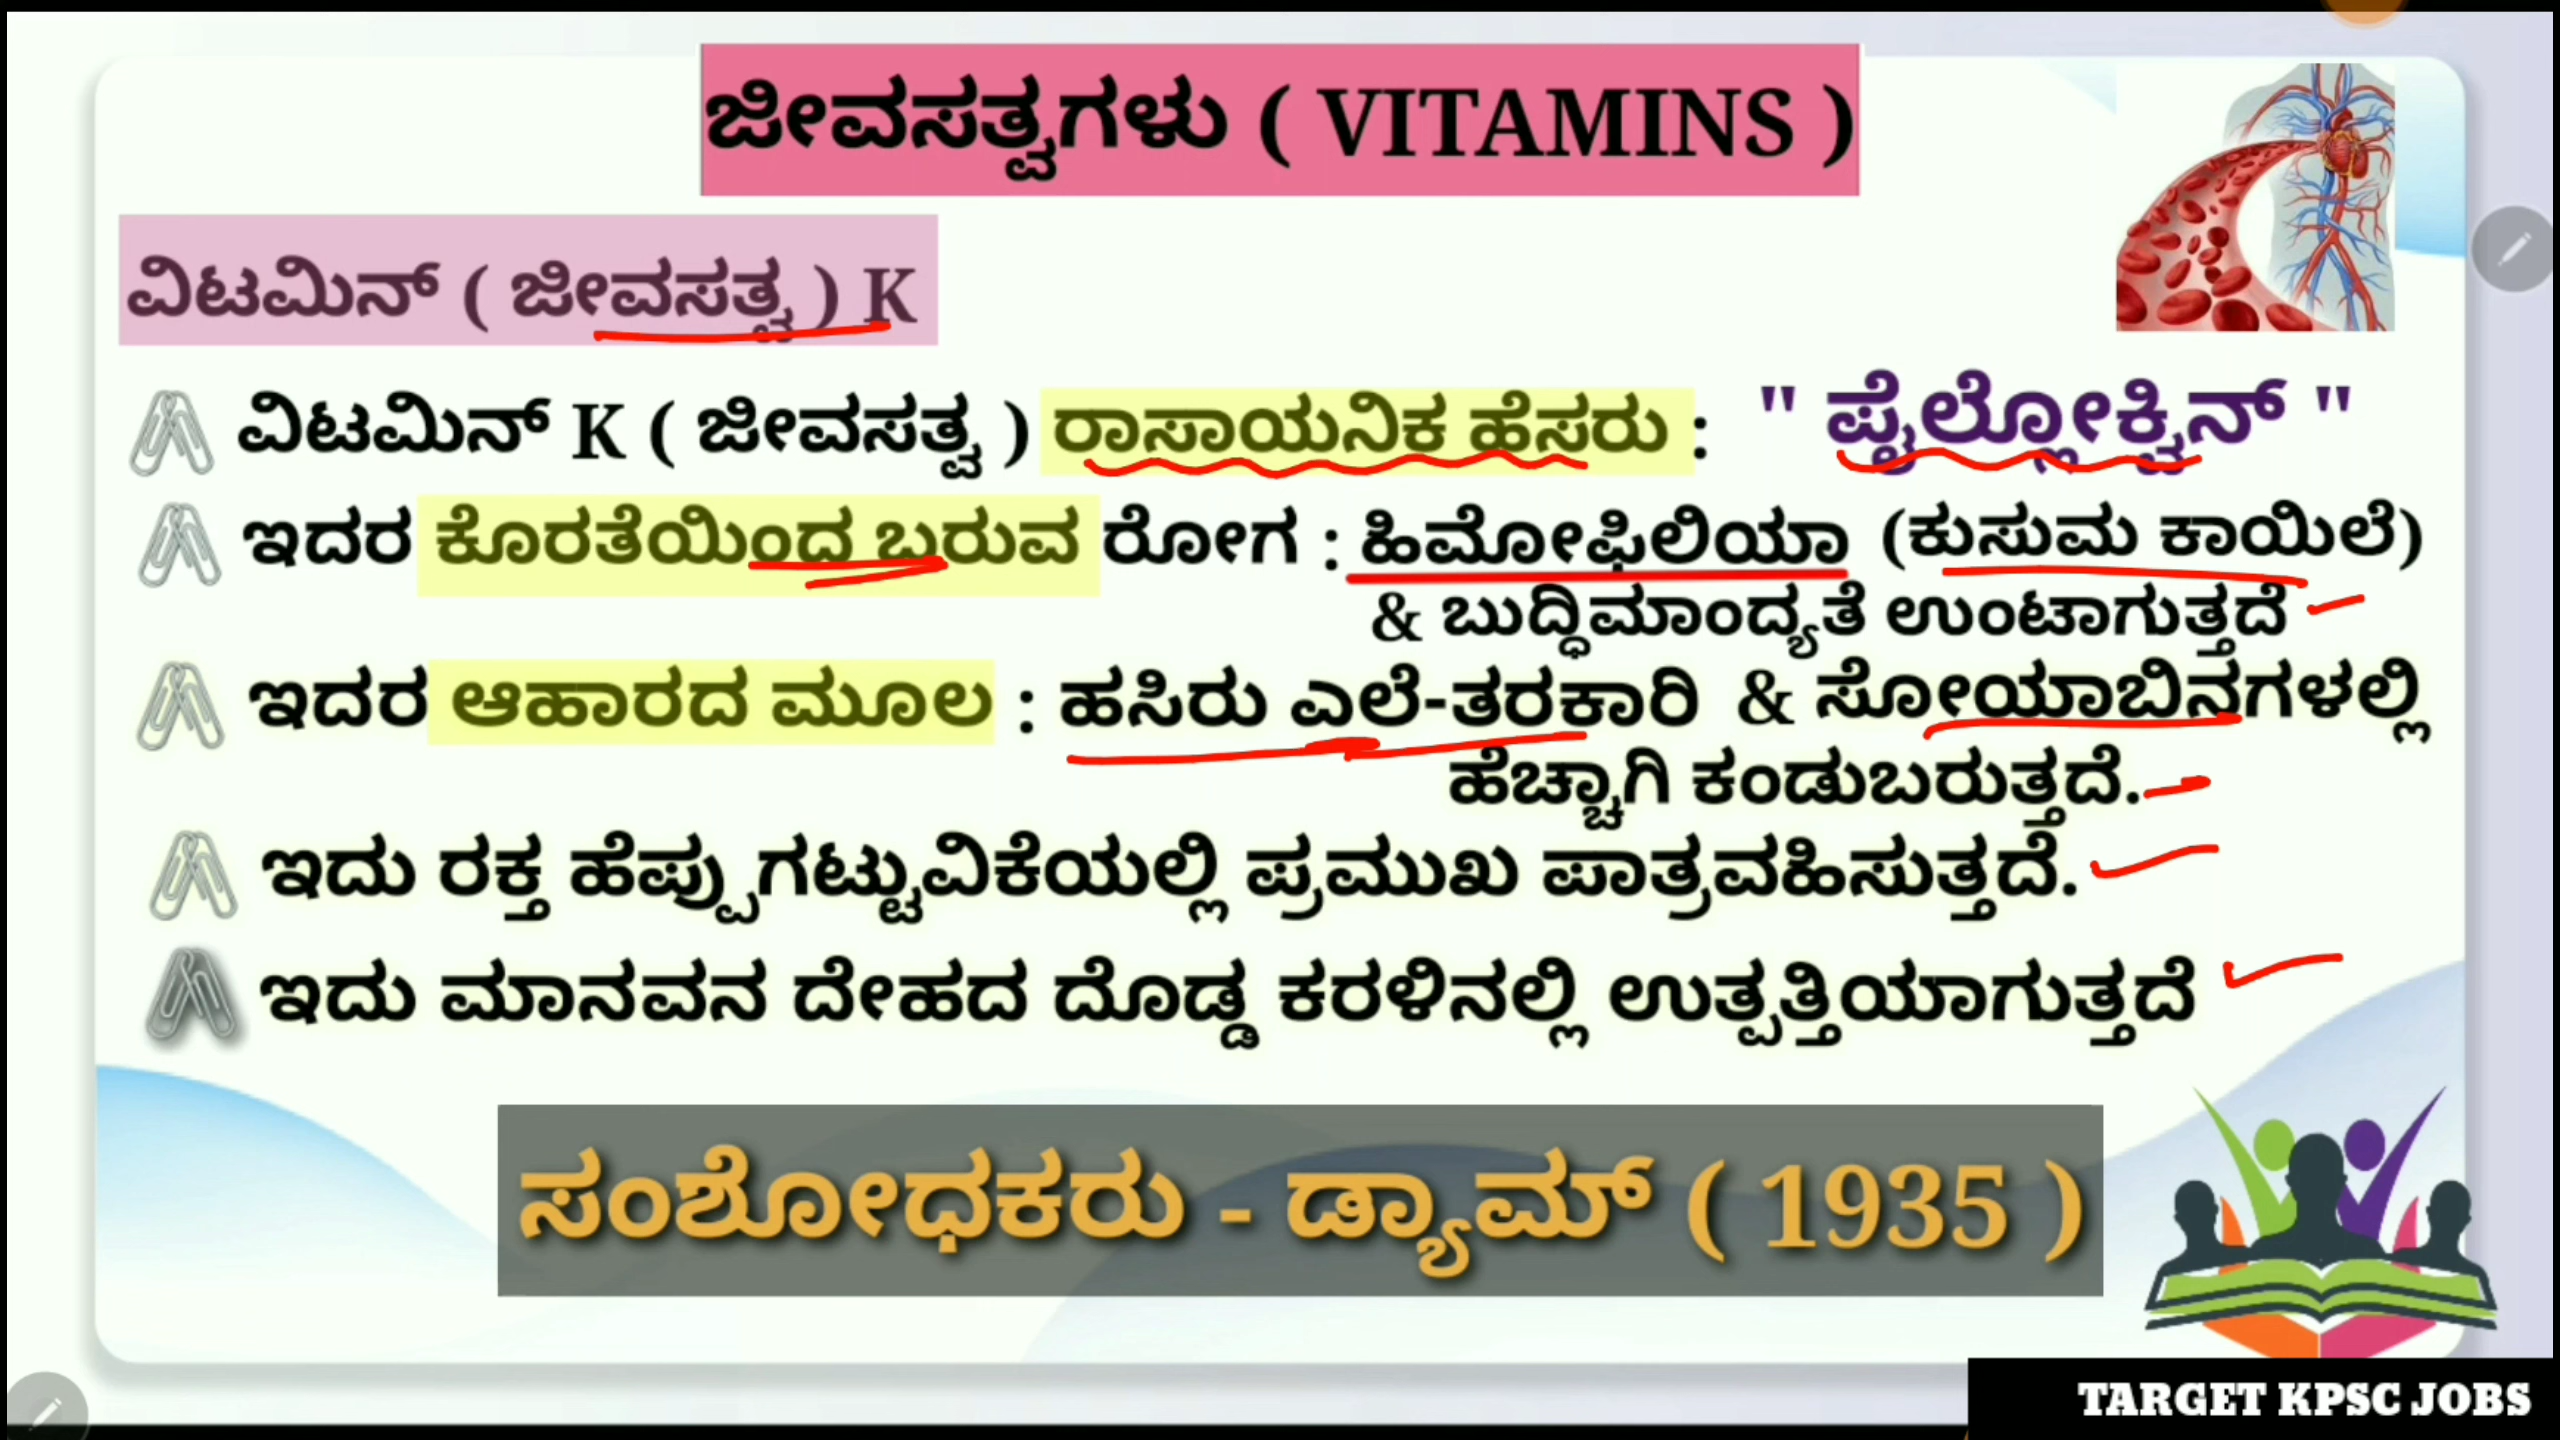 ಜೀವಸತ್ವಗಳು ( VITAMINS )
ವಿಟಮಿನ್ ( ಜೀವಸತ್ವ ) K
ವಿಟಮಿನ್ K ( ಜೀವಸತ್ವ ) ರಾಸಾಯನಿಕ ಹೆಸರು : " ಪೈಲ್ಲೋಕ್ವಿನ್ "
ಇದರ ಕೊರತೆಯಿಂದ ಬರುವ ರೋಗ : ಹಿಮೋಫಿಲಿಯಾ (ಕುಸುಮ ಕಾಯಿಲೆ)
& ಬುದ್ಧಿಮಾಂದ್ಯತೆ ಉಂಟಾಗುತ್ತದೆ
ಇದರ ಆಹಾರದ ಮೂಲ : ಹಸಿರು ಎಲೆ-ತರಕಾರಿ & ಸೋಯಾಬಿನಗಳಲ್ಲಿ
ಹೆಚ್ಚಾಗಿ ಕಂಡುಬರುತ್ತದೆ.
ಇದು ರಕ್ತ ಹೆಪ್ಪುಗಟ್ಟುವಿಕೆಯಲ್ಲಿ ಪ್ರಮುಖ ಪಾತ್ರವಹಿಸುತ್ತದೆ.
ಇದು ಮಾನವನ ದೇಹದ ದೊಡ್ಡ ಕರಳಿನಲ್ಲಿ ಉತ್ಪತ್ತಿಯಾಗುತ್ತದೆ
ಸಂಶೋಧಕರು - ಡ್ಯಾಮ್ ( 1935 )
TARGET KPSC JOBS